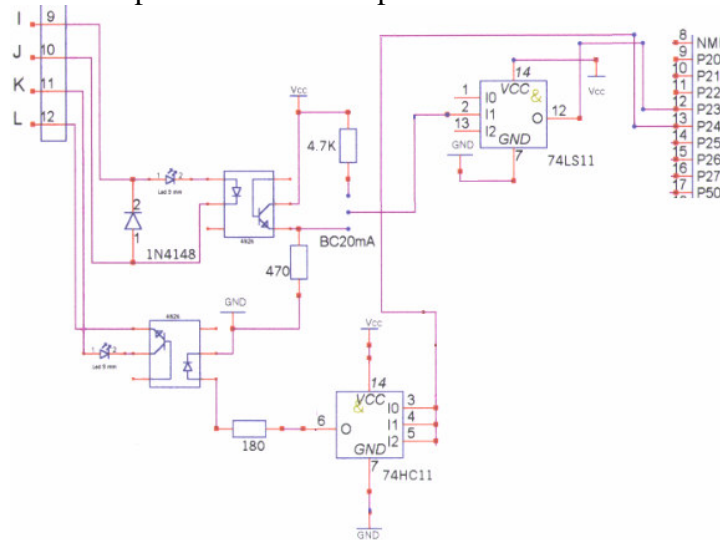 I 9
J 10
K 11
L 12
Vcc
4.7K
1 2
Led 5 mm
2
1
1N4148
4N26
470
BC20mA
GND
1 I0
2 I1
13 I2
14
VCC
&
O 12
GND
7
74LS11
GND
Vcc
8 NMI
9 P20
10 P21
11 P22
12 P23
13 P24
14 P25
15 P26
16 P27
17 P50
4N26
GND
1 2
Led 5 mm
180
Vcc
14
VCC
&
6 O
I0 3
I1 4
I2 5
GND
7
74HC11
GND